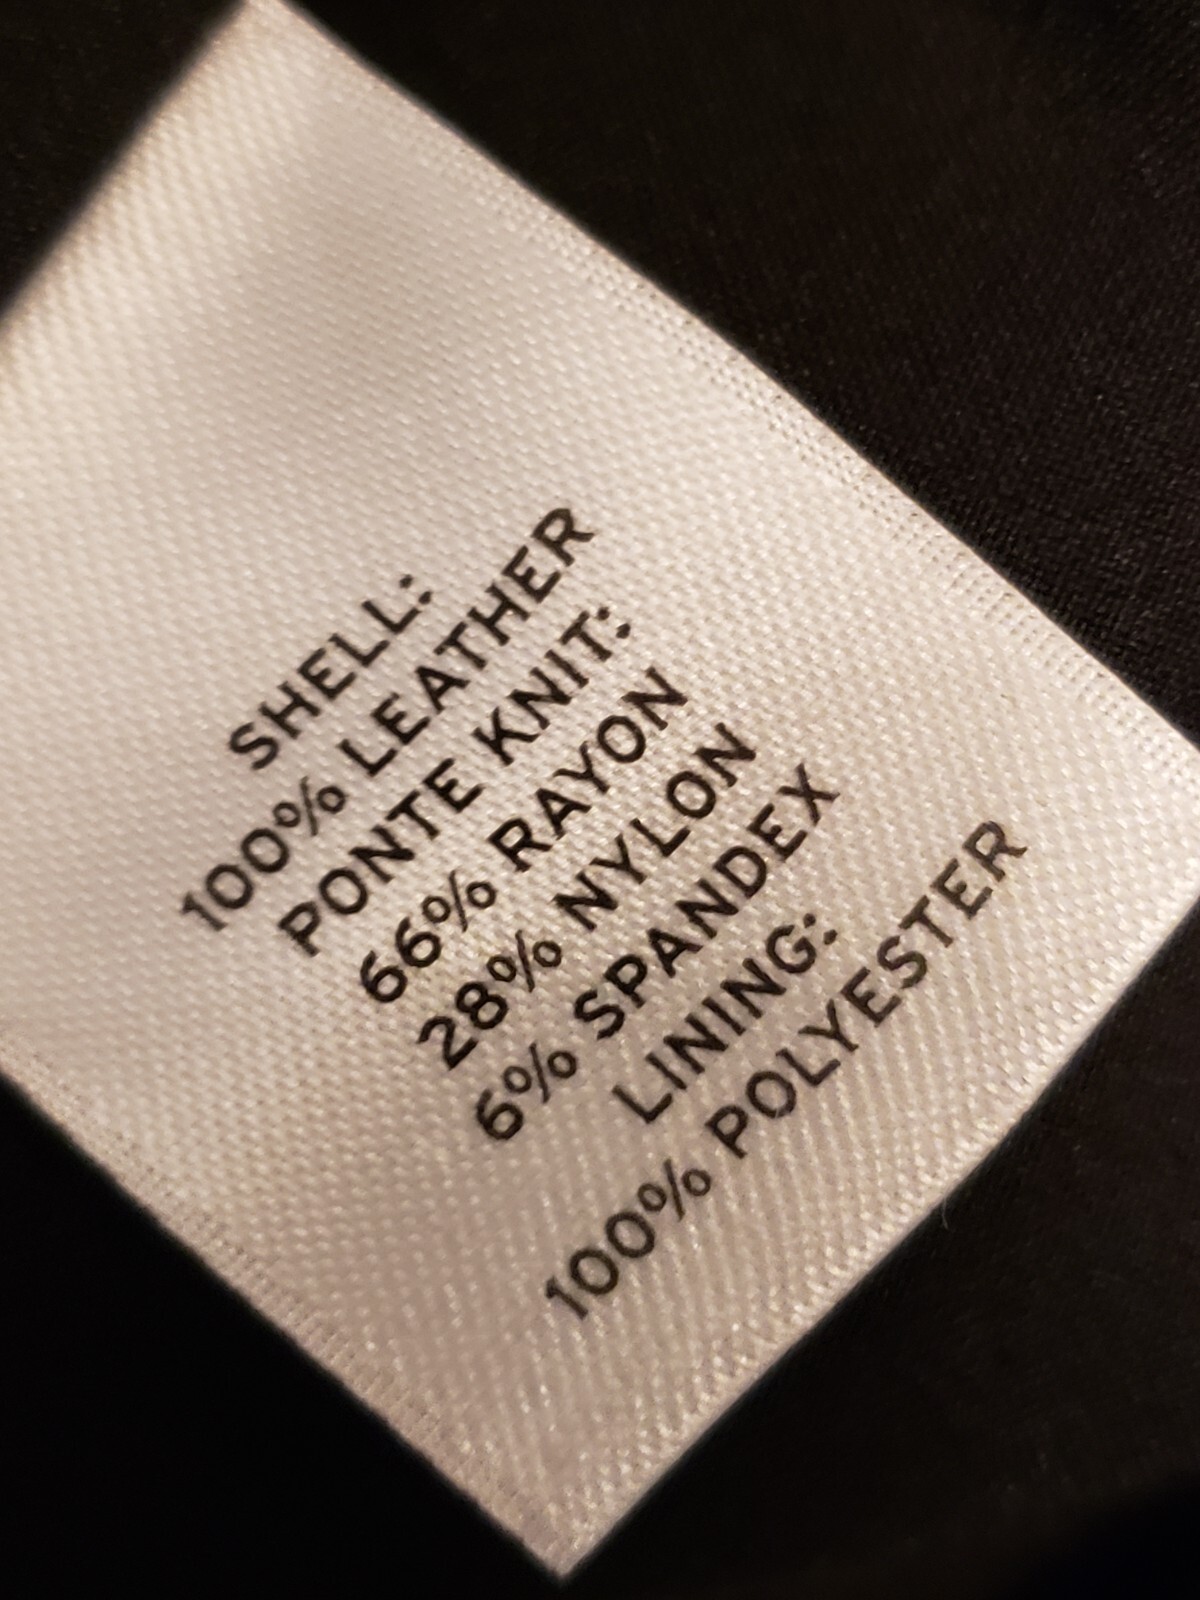 SHELL:
100% LEATHER
PONTE KNIT:
66% RAYON
28% NYLON
6% SPANDEX
LINING:
100% POLYESTER